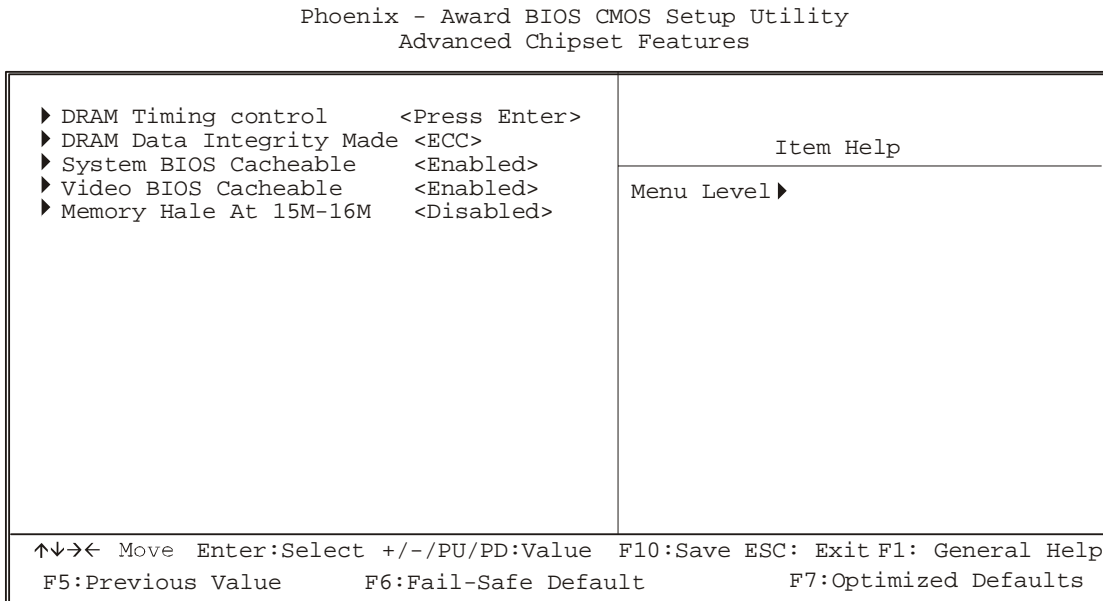 Phoenix - Award BIOS CMOS Setup Utility
Advanced Chipset Features
DRAM Timing control <Press Enter>
DRAM Data Integrity Made <ECC>
System BIOS Cacheable <Enabled>
Video BIOS Cacheable <Enabled>
Memory Hale At 15M-16M <Disabled>
Item Help
Menu Level
↑↓→← Move Enter:Select +/-/PU/PD:Value F10:Save ESC: Exit F1: General Help
F5:Previous Value F6:Fail-Safe Default F7:Optimized Defaults